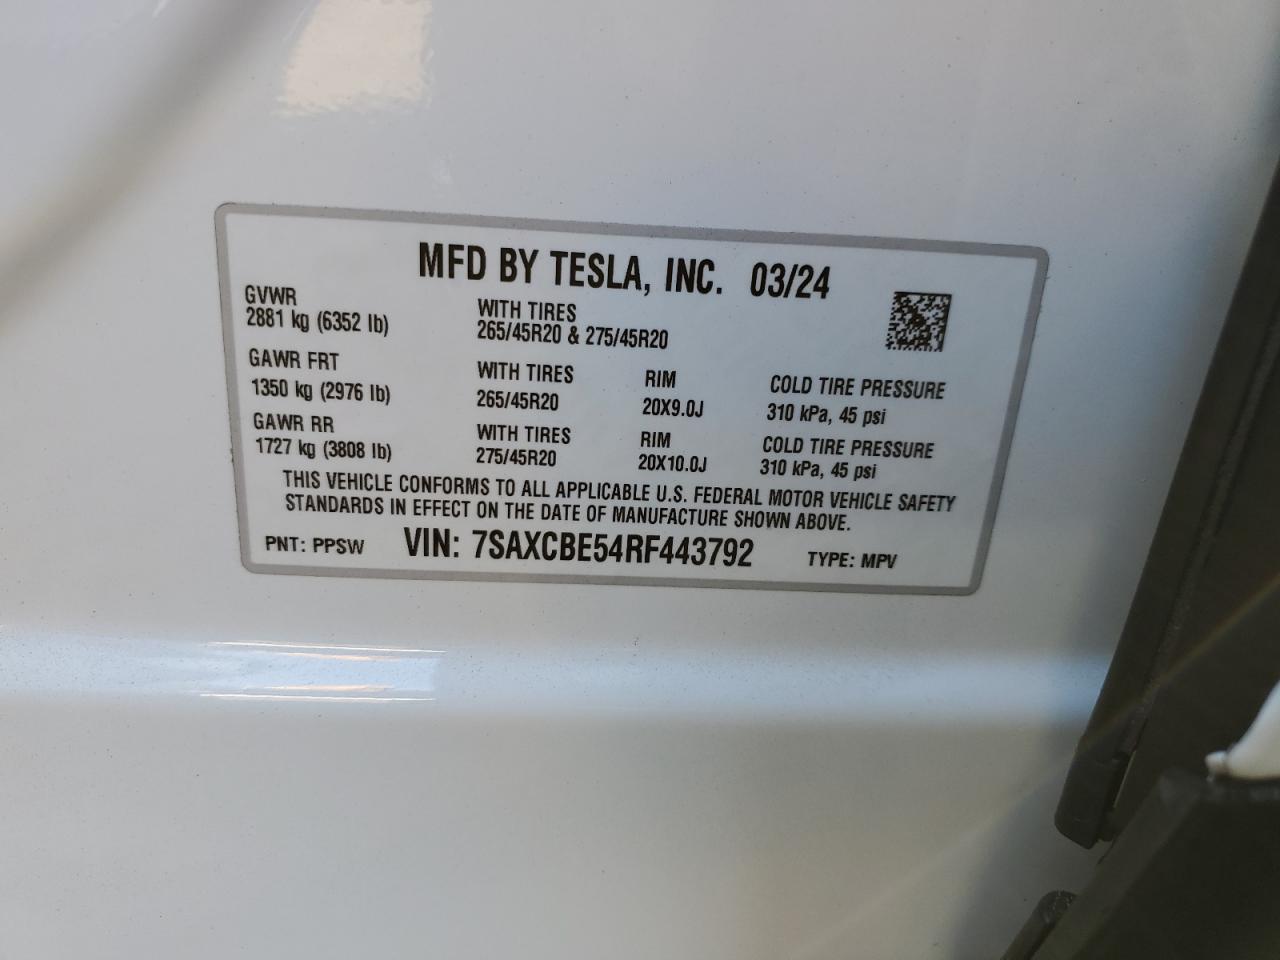 MFD BY TESLA, INC. 03/24
GVWR
2881 kg (6352 lb)
WITH TIRES
265/45R20 & 275/45R20
GAWR FRT
1350 kg (2976 lb)
WITH TIRES
265/45R20
RIM
20X9.0J
COLD TIRE PRESSURE
310 kPa, 45 psi
GAWR RR
1727 kg (3808 lb)
WITH TIRES
275/45R20
RIM
20X10.0J
COLD TIRE PRESSURE
310 kPa, 45 psi
THIS VEHICLE CONFORMS TO ALL APPLICABLE U.S. FEDERAL MOTOR VEHICLE SAFETY
STANDARDS IN EFFECT ON THE DATE OF MANUFACTURE SHOWN ABOVE.
PNT: PPSW VIN: 7SAXCBE54RF443792 TYPE: MPV